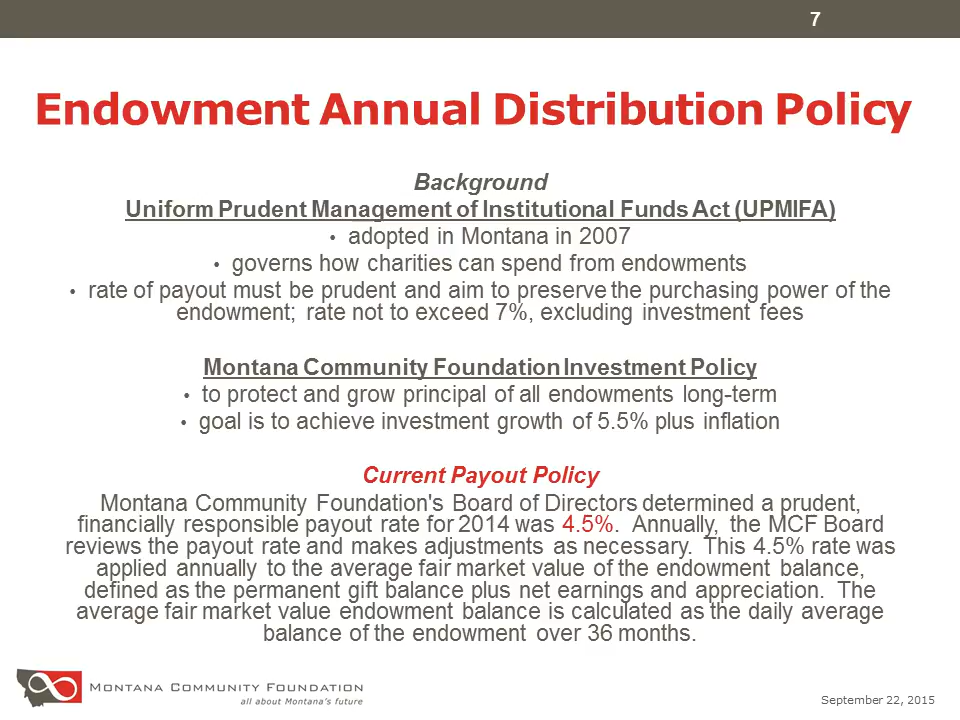 7
Endowment Annual Distribution Policy
Background
Uniform Prudent Management of Institutional Funds Act (UPMIFA)
• adopted in Montana in 2007
• governs how charities can spend from endowments
• rate of payout must be prudent and aim to preserve the purchasing power of the
endowment; rate not to exceed 7%, excluding investment fees
Montana Community Foundation Investment Policy
• to protect and grow principal of all endowments long-term
• goal is to achieve investment growth of 5.5% plus inflation
Current Payout Policy
Montana Community Foundation's Board of Directors determined a prudent,
financially responsible payout rate for 2014 was 4.5%. Annually, the MCF Board
reviews the payout rate and makes adjustments as necessary. This 4.5% rate was
applied annually to the average fair market value of the endowment balance,
defined as the permanent gift balance plus net earnings and appreciation. The
average fair market value endowment balance is calculated as the daily average
balance of the endowment over 36 months.
MONTANA COMMUNITY FOUNDATION
all about Montana's future
September 22, 2015